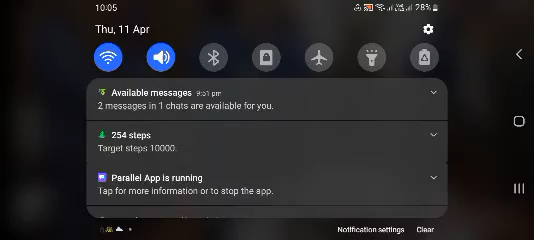 10:05
28%
Thu, 11 Apr
Available messages 9:51 pm
2 messages in 1 chats are available for you.
254 steps
Target steps 10000.
Parallel App is running
Tap for more information or to stop the app.
Notification settings
Clear